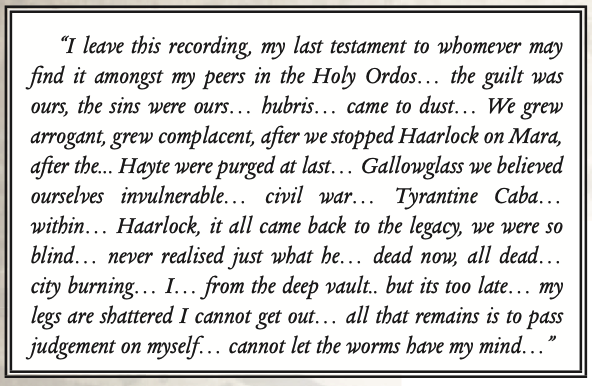 “I leave this recording, my last testament to whomever may
find it amongst my peers in the Holy Ordos… the guilt was
ours, the sins were ours… hubris… came to dust… We grew
arrogant, grew complacent, after we stopped Haarlock on Mara,
after the... Hayte were purged at last… Gallowglass we believed
ourselves invulnerable… civil war… Tyrantine Caba…
within… Haarlock, it all came back to the legacy, we were so
blind… never realised just what he… dead now, all dead…
city burning… I… from the deep vault.. but its too late… my
legs are shattered I cannot get out… all that remains is to pass
judgement on myself… cannot let the worms have my mind…”